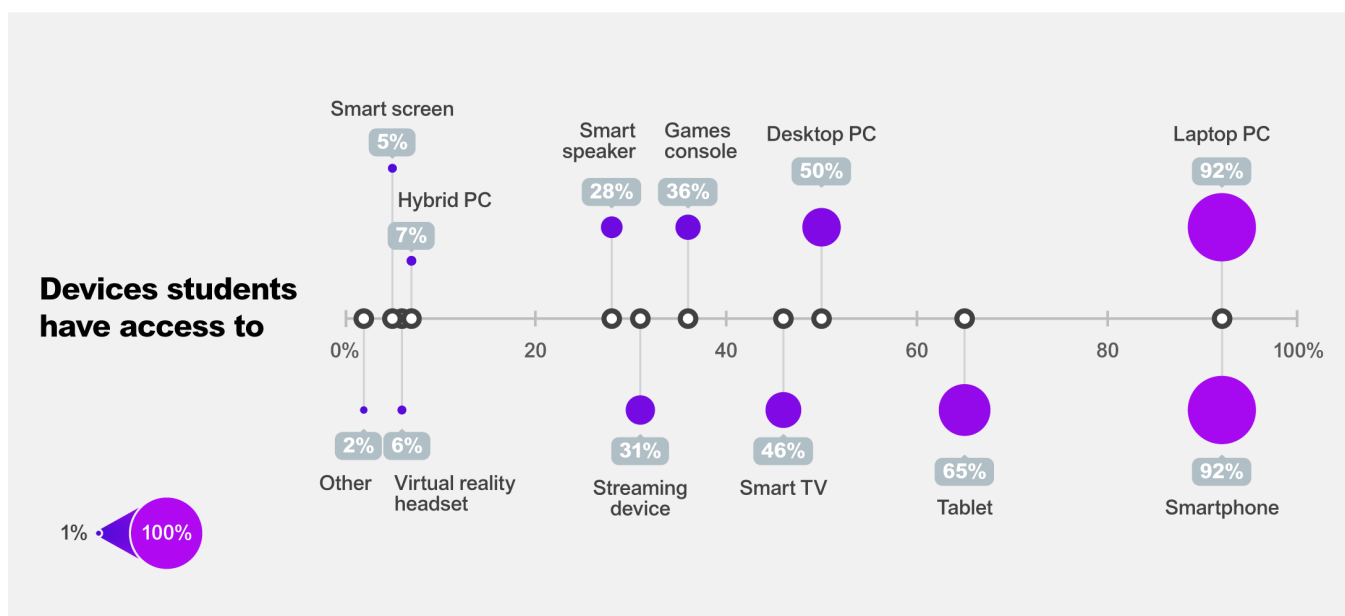 Smart screen
5%
Hybrid PC
7%
Smart
speaker
28%
Games
console
36%
Desktop PC
50%
Laptop PC
92%
Devices students
have access to
0%
20
40
60
80
100%
2%
Other
6%
Virtual reality
headset
31%
Streaming
device
46%
Smart TV
65%
Tablet
92%
Smartphone
1%
100%